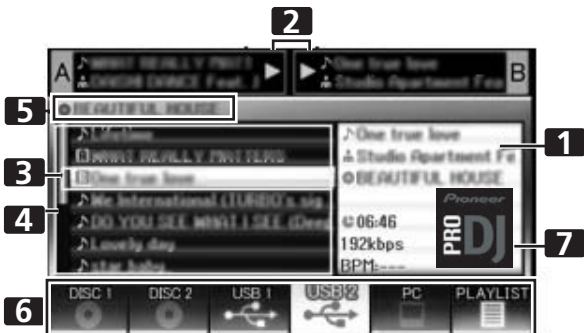 2
A WHAT REALLY MATT
DAISHI DANCE Feat. J
One true love
Studio Apartment Fea
B
5
BEAUTIFUL HOUSE
Lifetime
WHAT REALLY MATTERS
3
One true love
We International (TURBO's sig
4
DO YOU SEE WHAT I SEE (Deep
Lovely day
star baby
One true love
1
Studio Apartment Fe
BEAUTIFUL HOUSE
06:46
192kbps
BPM:---
Pioneer
PRO DJ
7
6
DISC 1
DISC 2
USB 1
USB 2
PC
PLAYLIST